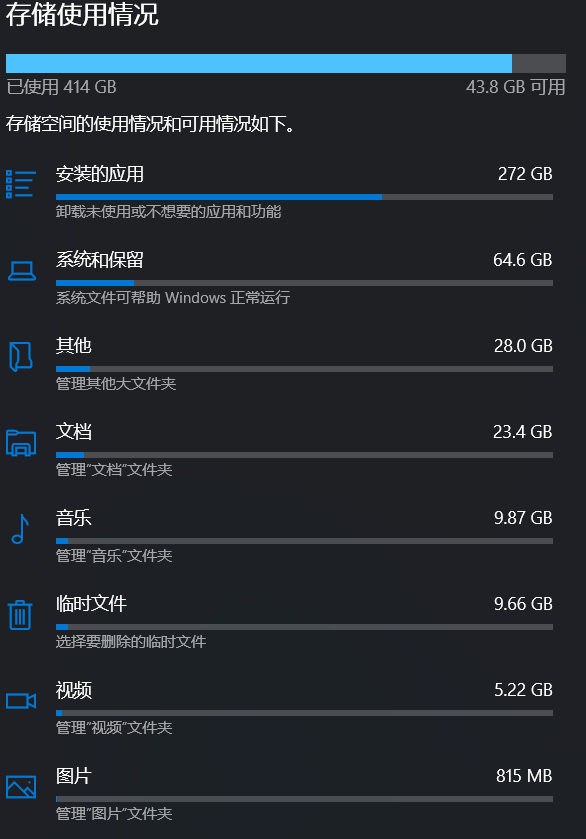 存储使用情况
已使用 414 GB
43.8 GB 可用
存储空间的使用情况和可用情况如下。
安装的应用
272 GB
卸载未使用或不想要的应用和功能
系统和保留
64.6 GB
系统文件可帮助 Windows 正常运行
其他
28.0 GB
管理其他大文件夹
文档
23.4 GB
管理"文档"文件夹
音乐
9.87 GB
管理"音乐"文件夹
临时文件
9.66 GB
选择要删除的临时文件
视频
5.22 GB
管理"视频"文件夹
图片
815 MB
管理"图片"文件夹